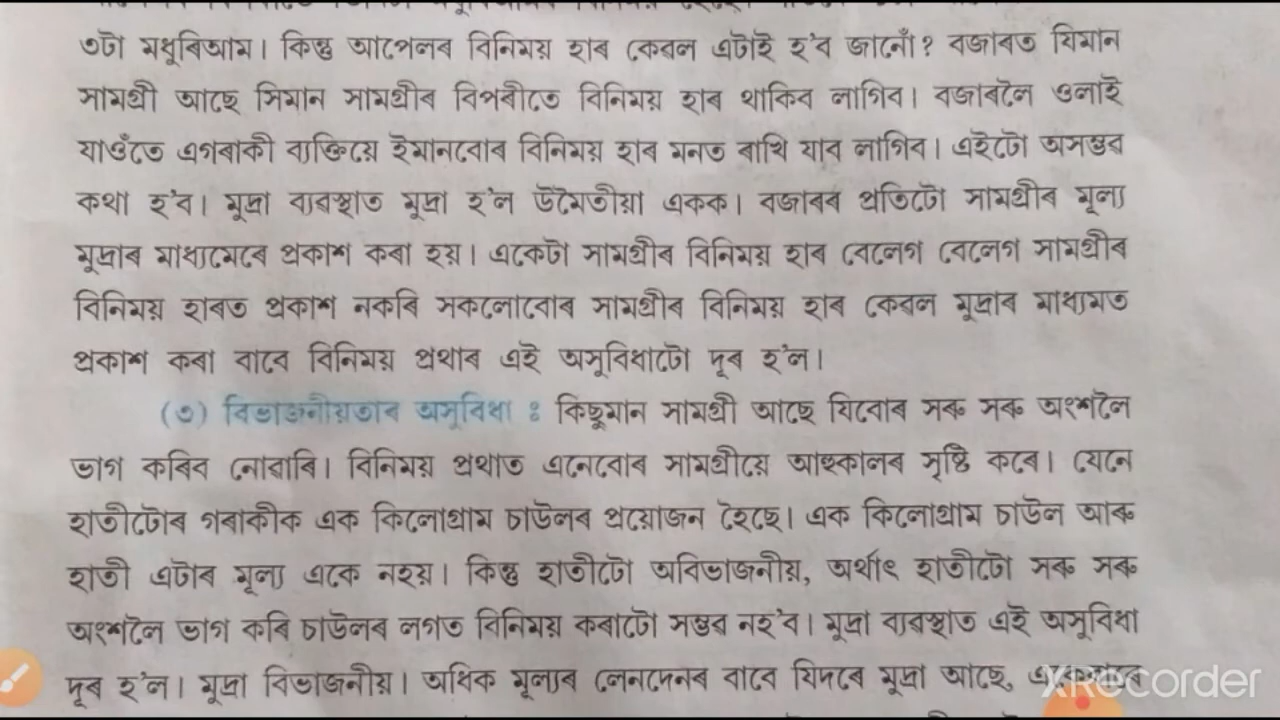 ৩টা মধুৰিআম। কিন্তু আপেলৰ বিনিময় হাৰ কেৱল এটাই হ'ব জানোঁ? বজাৰত যিমান
সামগ্ৰী আছে সিমান সামগ্ৰীৰ বিপৰীতে বিনিময় হাৰ থাকিব লাগিব। বজাৰলৈ ওলাই
যাওঁতে এগৰাকী ব্যক্তিয়ে ইমানবোৰ বিনিময় হাৰ মনত ৰাখি যাব লাগিব। এইটো অসম্ভৱ
কথা হ'ব। মুদ্ৰা ব্যৱস্থাত মুদ্ৰা হ'ল উমৈতীয়া একক। বজাৰৰ প্ৰতিটো সামগ্ৰীৰ মূল্য
মুদ্ৰাৰ মাধ্যমেৰে প্ৰকাশ কৰা হয়। একেটা সামগ্ৰীৰ বিনিময় হাৰ বেলেগ বেলেগ সামগ্ৰীৰ
বিনিময় হাৰত প্ৰকাশ নকৰি সকলোবোৰ সামগ্ৰীৰ বিনিময় হাৰ কেৱল মুদ্ৰাৰ মাধ্যমত
প্ৰকাশ কৰা বাবে বিনিময় প্ৰথাৰ এই অসুবিধাটো দূৰ হ'ল।
(৩) বিভাজনীয়তাৰ অসুবিধা : কিছুমান সামগ্ৰী আছে যিবোৰ সৰু সৰু অংশলৈ
ভাগ কৰিব নোৱাৰি। বিনিময় প্ৰথাত এনেবোৰ সামগ্ৰীয়ে আহুকালৰ সৃষ্টি কৰে। যেনে
হাতীটোৰ গৰাকীক এক কিলোগ্ৰাম চাউলৰ প্ৰয়োজন হৈছে। এক কিলোগ্ৰাম চাউল আৰু
হাতী এটাৰ মূল্য একে নহয়। কিন্তু হাতীটো অবিভাজনীয়, অৰ্থাৎ হাতীটো সৰু সৰু
অংশলৈ ভাগ কৰি চাউলৰ লগত বিনিময় কৰাটো সম্ভৱ নহ'ব। মুদ্ৰা ব্যৱস্থাত এই অসুবিধা
দূৰ হ'ল। মুদ্ৰা বিভাজনীয়। অধিক মূল্যৰ লেনদেনৰ বাবে যিদৰে মুদ্ৰা আছে,
XRecorder